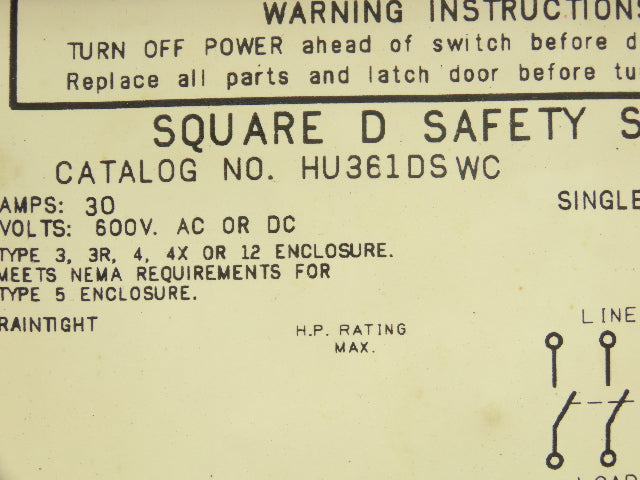 WARNING INSTRUCTIONS
TURN OFF POWER ahead of switch before d
Replace all parts and latch door before tu
SQUARE D SAFETY S
CATALOG NO. HU361DSWC
AMPS: 30
VOLTS: 600V. AC OR DC
SINGLE
TYPE 3, 3R, 4, 4X OR 12 ENCLOSURE.
MEETS NEMA REQUIREMENTS FOR
TYPE 5 ENCLOSURE.
RAINTIGHT
H.P. RATING
MAX.
LINE
LOAD